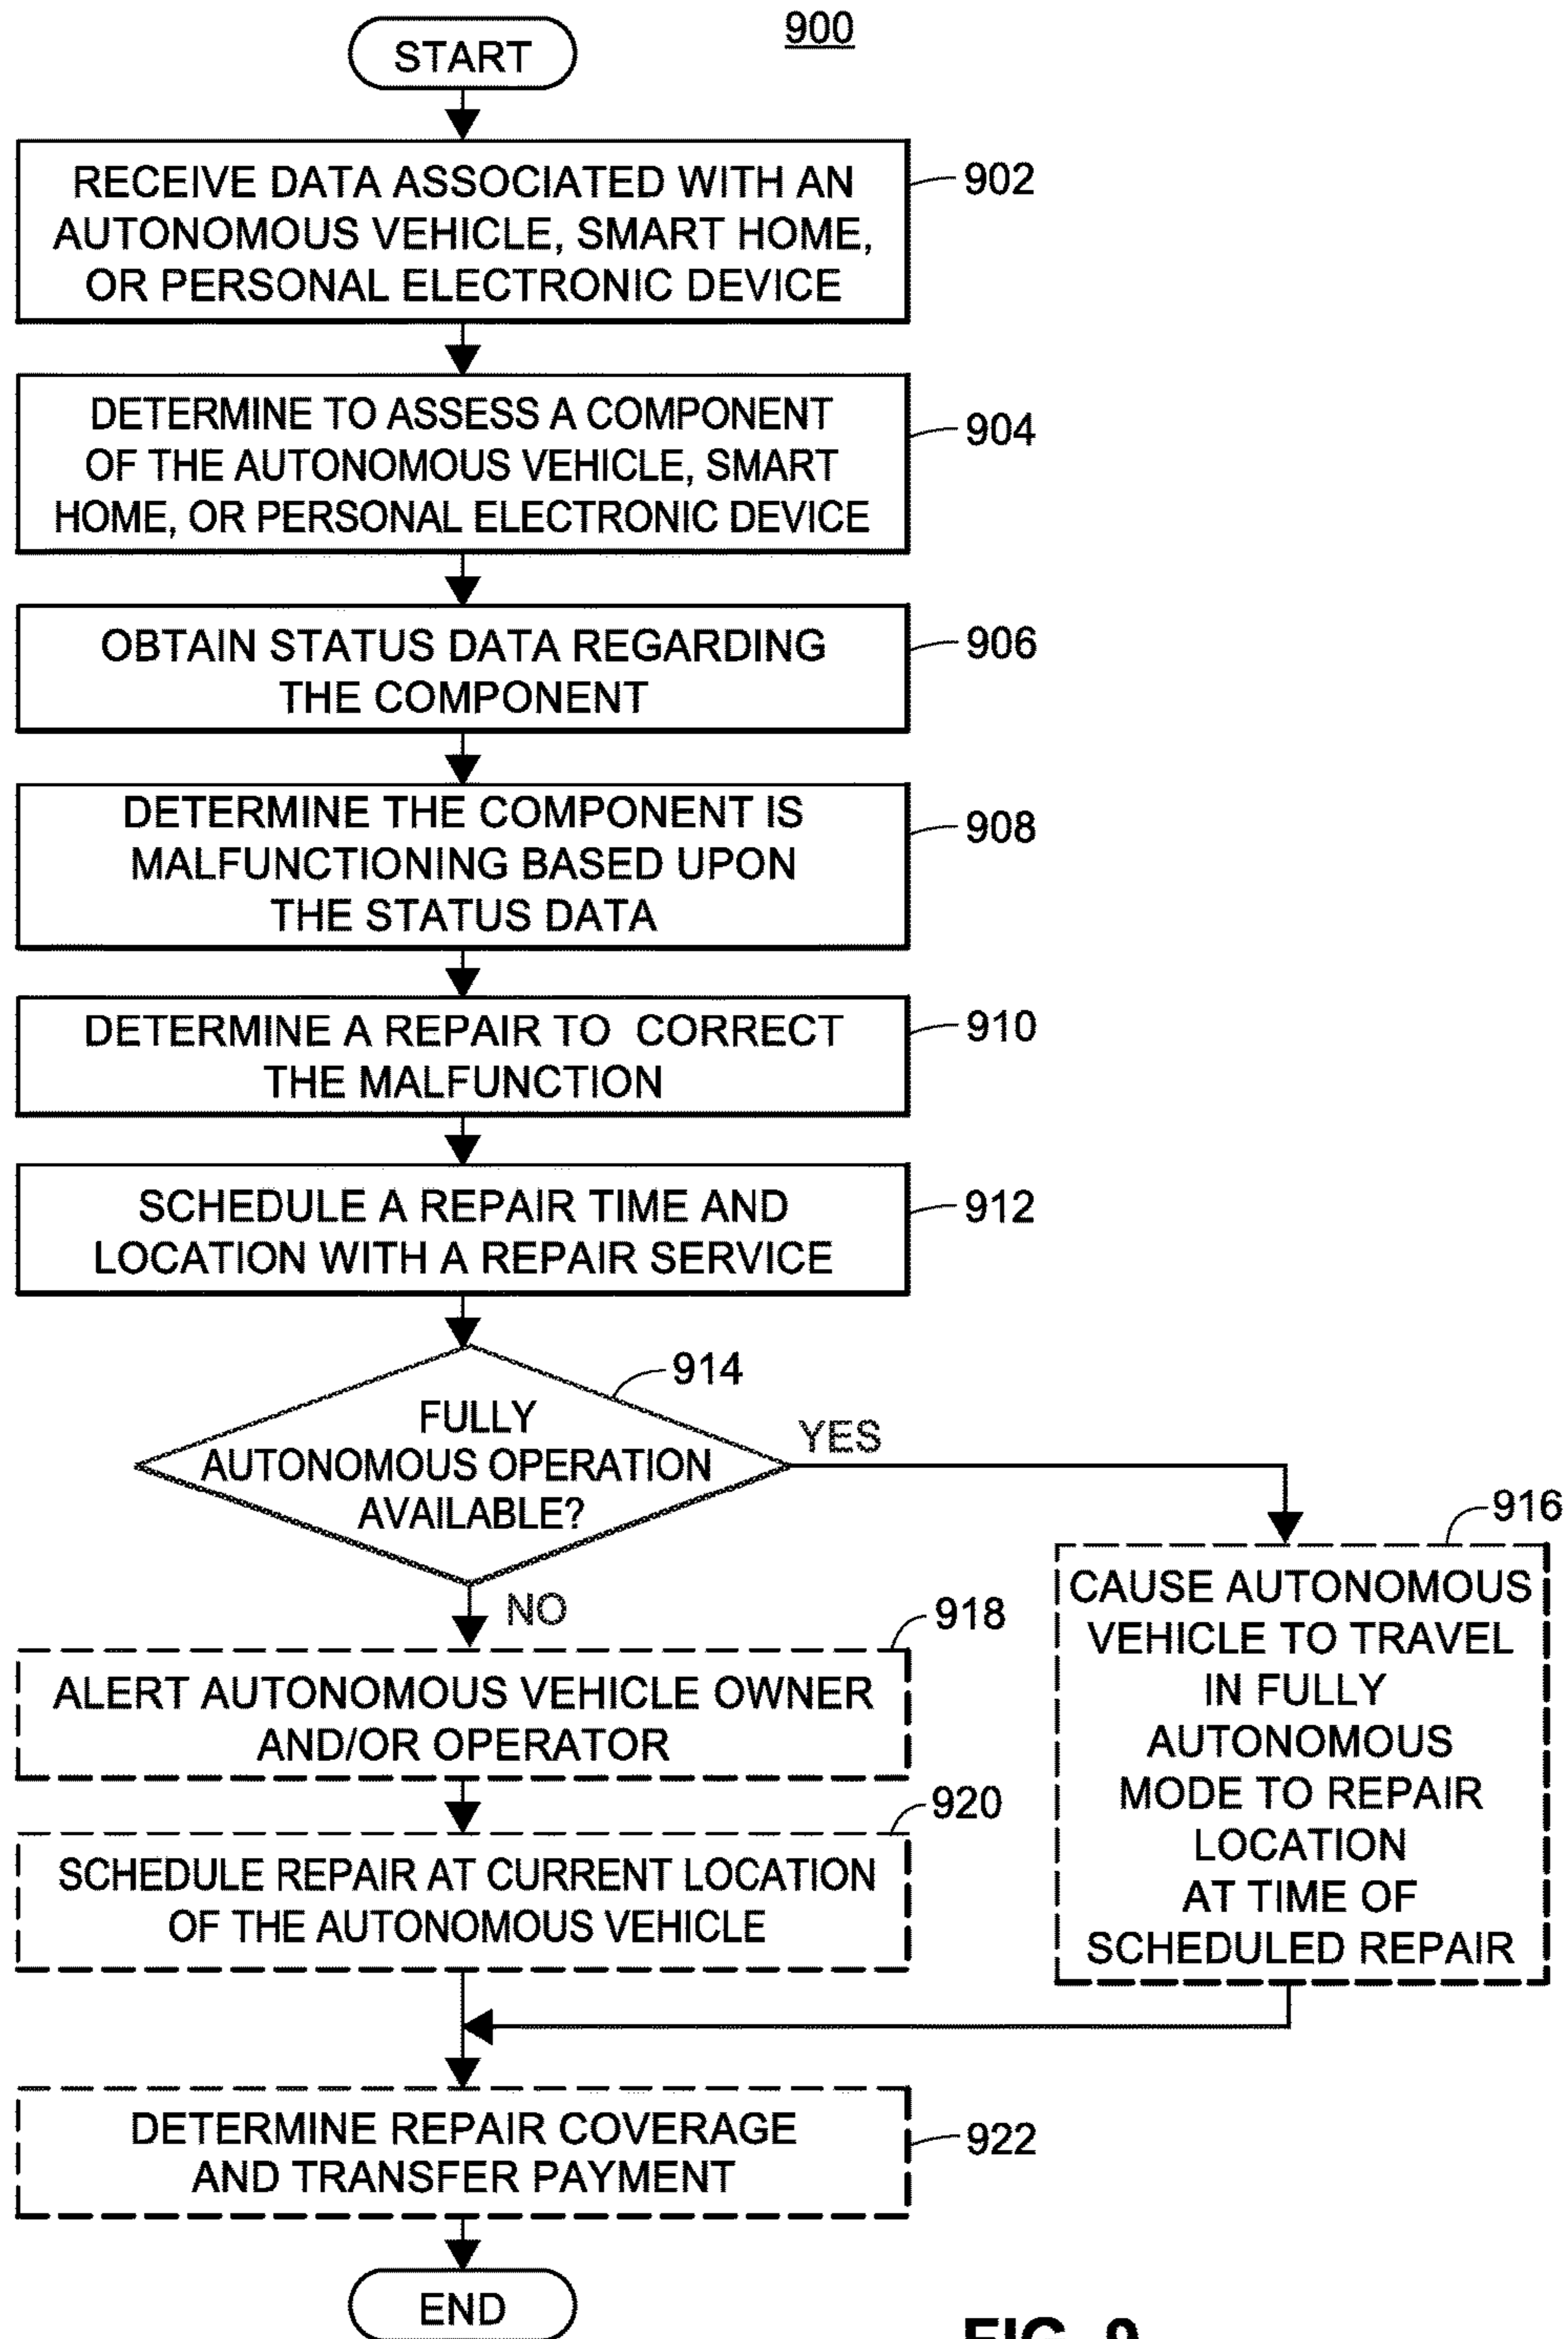 900
START
RECEIVE DATA ASSOCIATED WITH AN
AUTONOMOUS VEHICLE, SMART HOME,
OR PERSONAL ELECTRONIC DEVICE
902
DETERMINE TO ASSESS A COMPONENT
OF THE AUTONOMOUS VEHICLE, SMART
HOME, OR PERSONAL ELECTRONIC DEVICE
904
OBTAIN STATUS DATA REGARDING
THE COMPONENT
906
DETERMINE THE COMPONENT IS
MALFUNCTIONING BASED UPON
THE STATUS DATA
908
DETERMINE A REPAIR TO CORRECT
THE MALFUNCTION
910
SCHEDULE A REPAIR TIME AND
LOCATION WITH A REPAIR SERVICE
912
914
FULLY
AUTONOMOUS OPERATION
AVAILABLE?
YES
NO
916
CAUSE AUTONOMOUS
VEHICLE TO TRAVEL
IN FULLY
AUTONOMOUS
MODE TO REPAIR
LOCATION
AT TIME OF
SCHEDULED REPAIR
918
ALERT AUTONOMOUS VEHICLE OWNER
AND/OR OPERATOR
920
SCHEDULE REPAIR AT CURRENT LOCATION
OF THE AUTONOMOUS VEHICLE
DETERMINE REPAIR COVERAGE
AND TRANSFER PAYMENT
922
END
FIG. 9